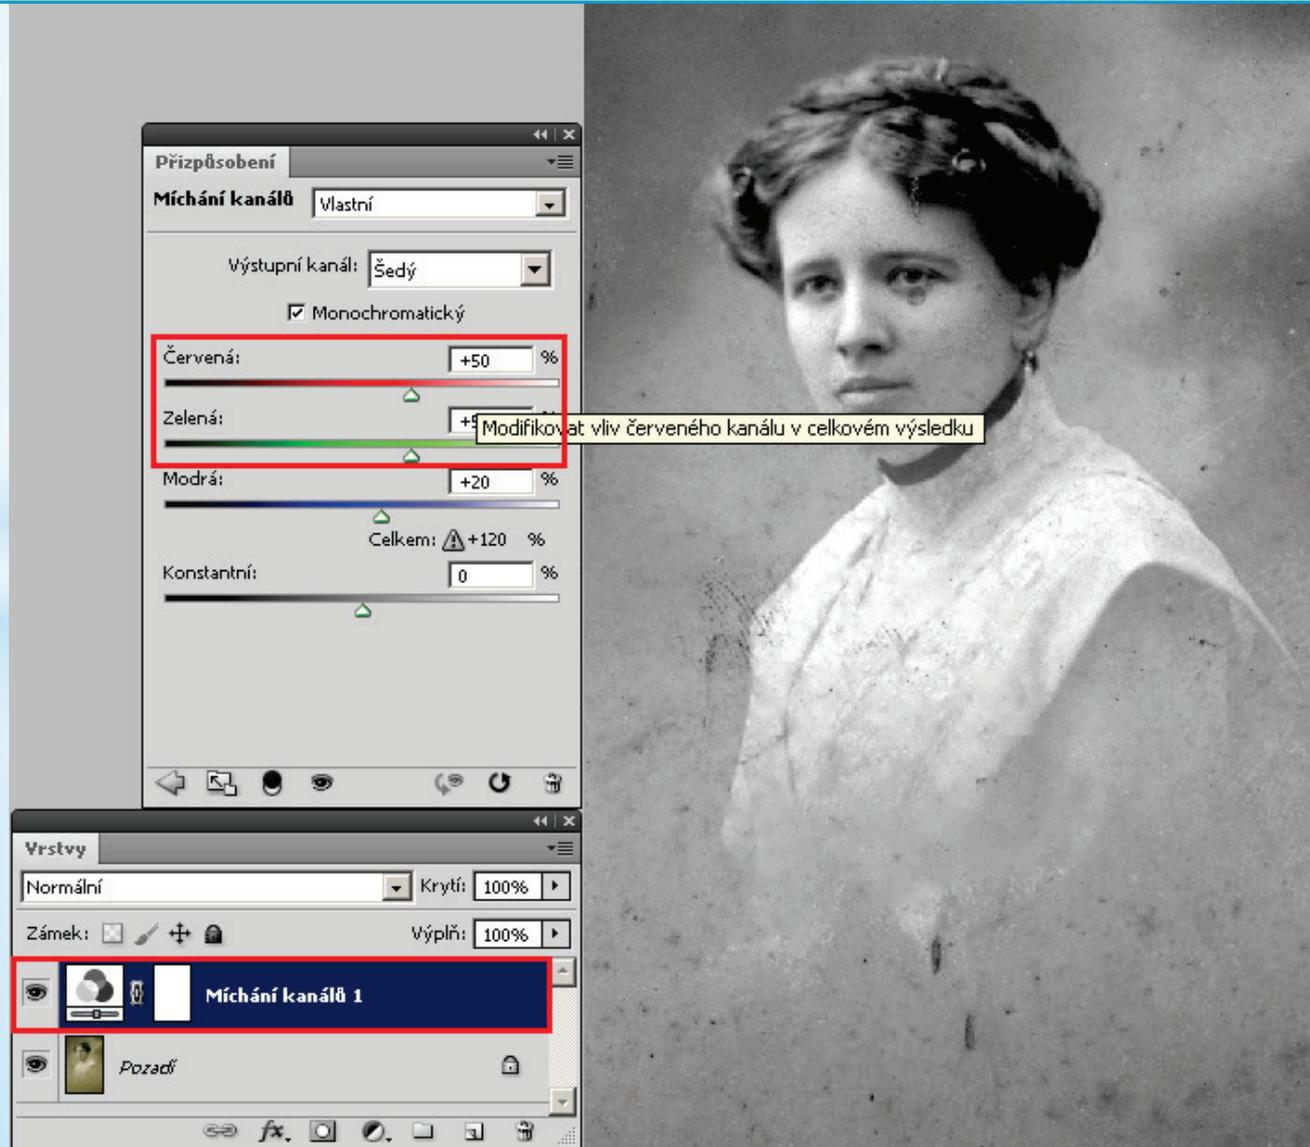 Přizpůsobení
Míchání kanálů Vlastní
Výstupní kanál: Šedý
Monochromatický
Červená: +50 %
Zelená:
Modifikovat vliv červeného kanálu v celkovém výsledku
Modrá: +20 %
Celkem: +120 %
Konstantní: 0 %
Vrstvy
Normální Krytí: 100%
Zámek: Výplň: 100%
Míchání kanálů 1
Pozadí
fx.